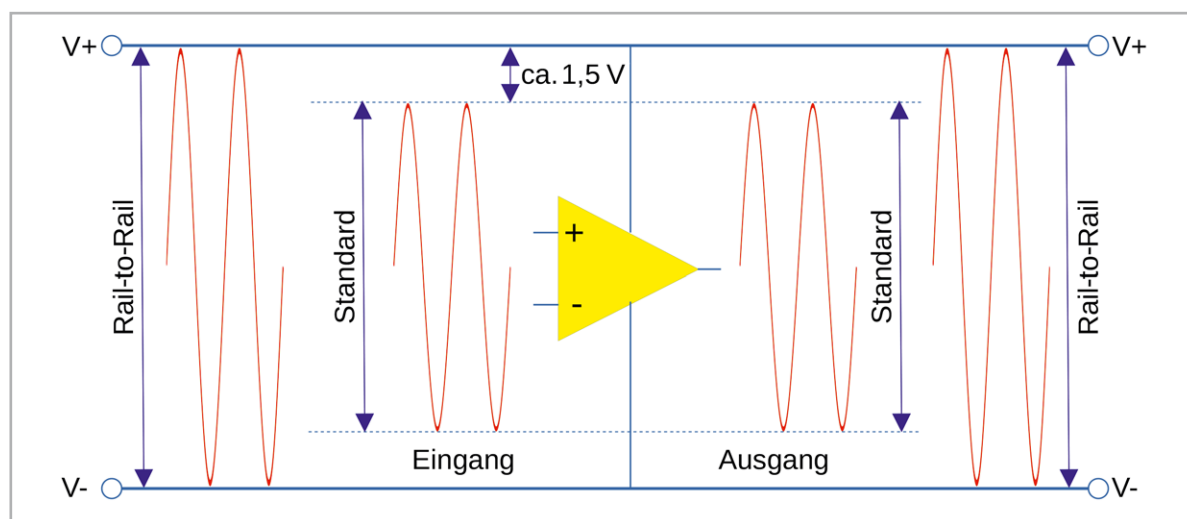 V+
V+
ca. 1,5 V
Rail-to-Rail
Standard
+
-
Standard
Rail-to-Rail
Eingang
Ausgang
V-
V-